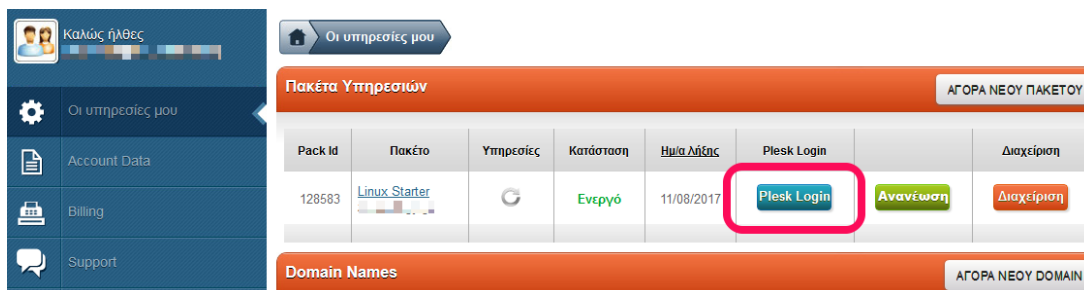 Καλώς ήλθες
Οι υπηρεσίες μου
Account Data
Billing
Support
Οι υπηρεσίες μου
Πακέτα Υπηρεσιών
ΑΓΟΡΑ ΝΕΟΥ ΠΑΚΕΤΟΥ
Pack Id Πακέτο Υπηρεσίες Κατάσταση Ημ/α Λήξης Plesk Login Διαχείριση
128583 Linux Starter Ενεργό 11/08/2017 Plesk Login Ανανέωση Διαχείριση
Domain Names
ΑΓΟΡΑ ΝΕΟΥ DOMAIN